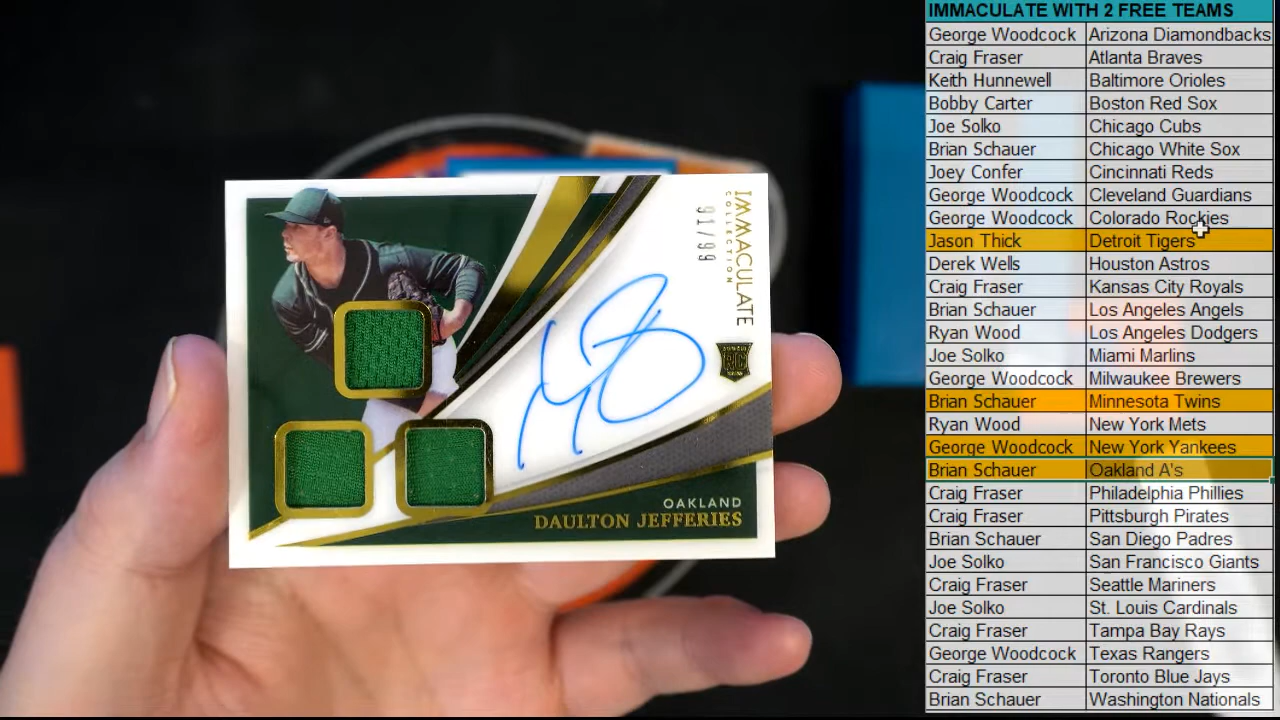 IMMACULATE
COLLECTION
91/99
RC
OAKLAND
DAULTON JEFFERIES
IMMACULATE WITH 2 FREE TEAMS
George Woodcock Arizona Diamondbacks
Craig Fraser Atlanta Braves
Keith Hunnewell Baltimore Orioles
Bobby Carter Boston Red Sox
Joe Solko Chicago Cubs
Brian Schauer Chicago White Sox
Joey Confer Cincinnati Reds
George Woodcock Cleveland Guardians
George Woodcock Colorado Rockies
Jason Thick Detroit Tigers
Derek Wells Houston Astros
Craig Fraser Kansas City Royals
Brian Schauer Los Angeles Angels
Ryan Wood Los Angeles Dodgers
Joe Solko Miami Marlins
George Woodcock Milwaukee Brewers
Brian Schauer Minnesota Twins
Ryan Wood New York Mets
George Woodcock New York Yankees
Brian Schauer Oakland A's
Craig Fraser Philadelphia Phillies
Craig Fraser Pittsburgh Pirates
Brian Schauer San Diego Padres
Joe Solko San Francisco Giants
Craig Fraser Seattle Mariners
Joe Solko St. Louis Cardinals
Craig Fraser Tampa Bay Rays
George Woodcock Texas Rangers
Craig Fraser Toronto Blue Jays
Brian Schauer Washington Nationals